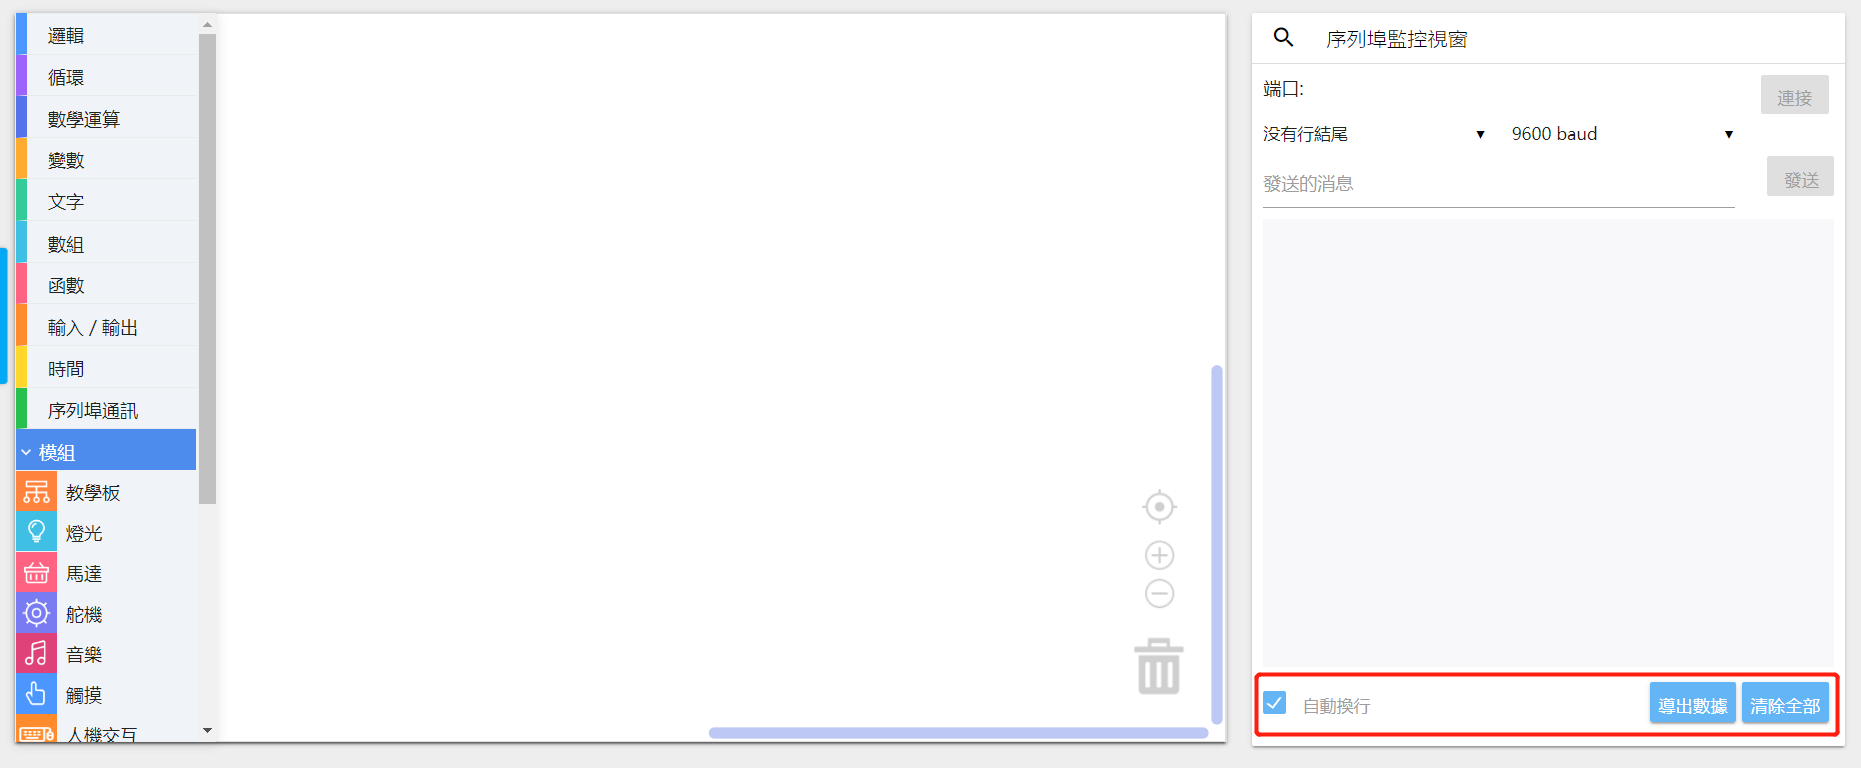 邏輯
循環
數學運算
變數
文字
數組
函數
輸入 / 輸出
時間
序列埠通訊
模組
教學板
燈光
馬達
舵機
音樂
觸摸
人機交互
序列埠監控視窗
端口:
連接
没有行結尾
9600 baud
發送的消息
發送
自動換行
導出數據
清除全部